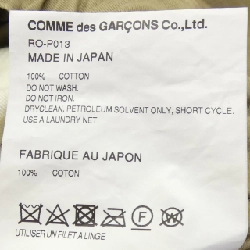 COMME des GARÇONS Co.,Ltd.
RO-P013
MADE IN JAPAN
100% COTTON
DO NOT WASH.
DO NOT IRON.
DRYCLEAN, PETROLEUM SOLVENT ONLY, SHORT CYCLE.
USE A LAUNDRY NET
FABRIQUE AU JAPON
100% COTON
UTILISER UN FILET A LINGE